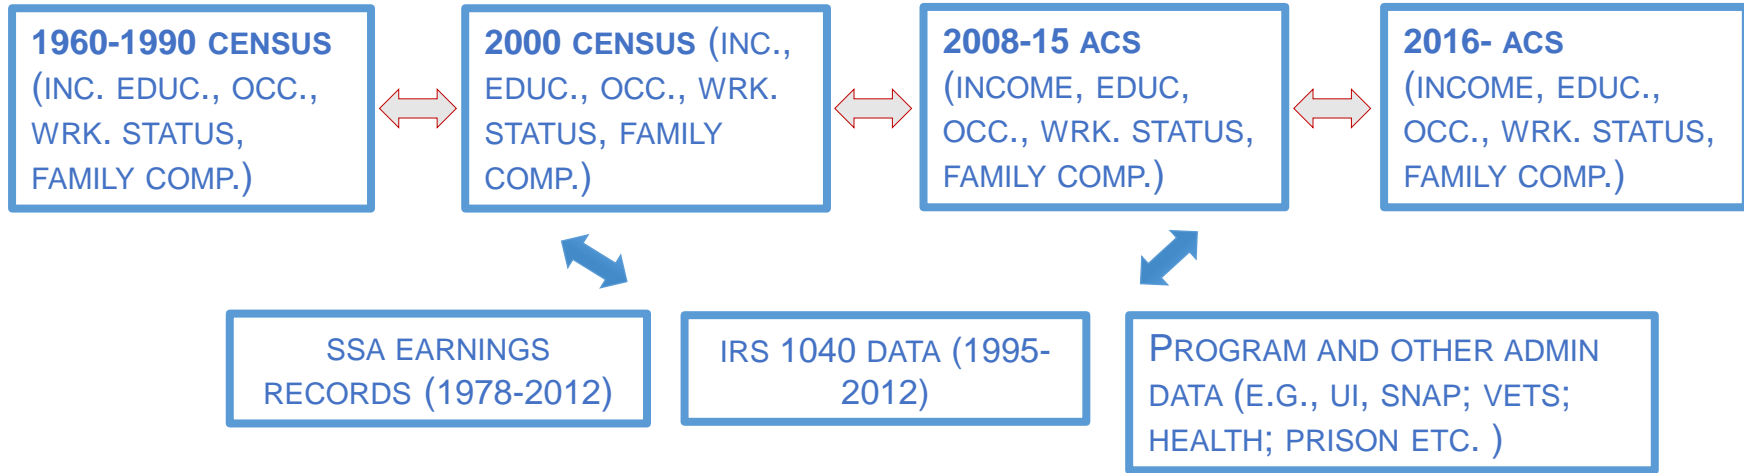 1960-1990 CENSUS
(INC. EDUC., OCC.,
WRK. STATUS,
FAMILY COMP.)
2000 CENSUS (INC.,
EDUC., OCC., WRK.
STATUS, FAMILY
COMP.)
2008-15 ACS
(INCOME, EDUC,
OCC., WRK. STATUS,
FAMILY COMP.)
2016- ACS
(INCOME, EDUC.,
OCC., WRK. STATUS,
FAMILY COMP.)
SSA EARNINGS
RECORDS (1978-2012)
IRS 1040 DATA (1995-
2012)
PROGRAM AND OTHER ADMIN
DATA (E.G., UI, SNAP; VETS;
HEALTH; PRISON ETC. )